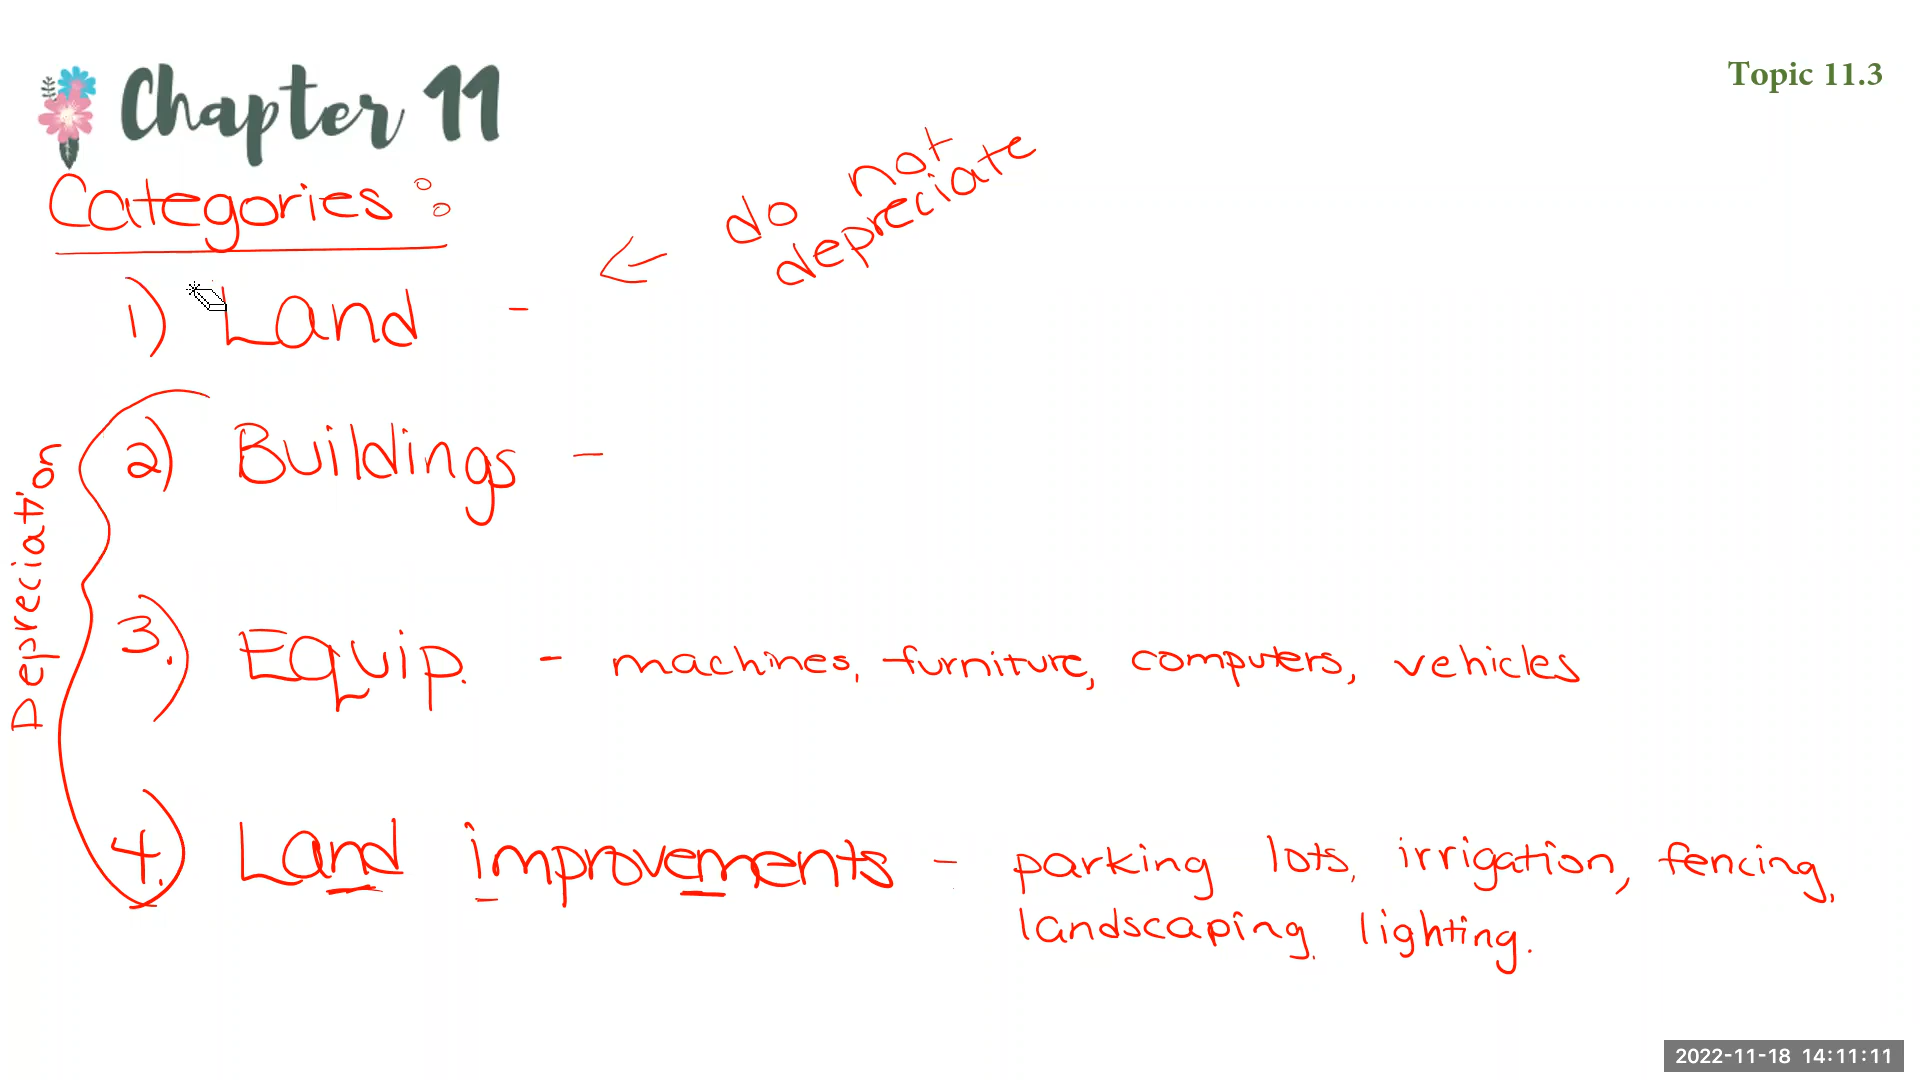 Chapter 11
Topic 11.3
Categories:
do not
depreciate
1) Land -
2) Buildings -
Depreciation
3.) Equip. - machines, furniture, computers, vehicles
4.) Land improvements - parking lots, irrigation, fencing,
landscaping, lighting.
2022-11-18 14:11:11